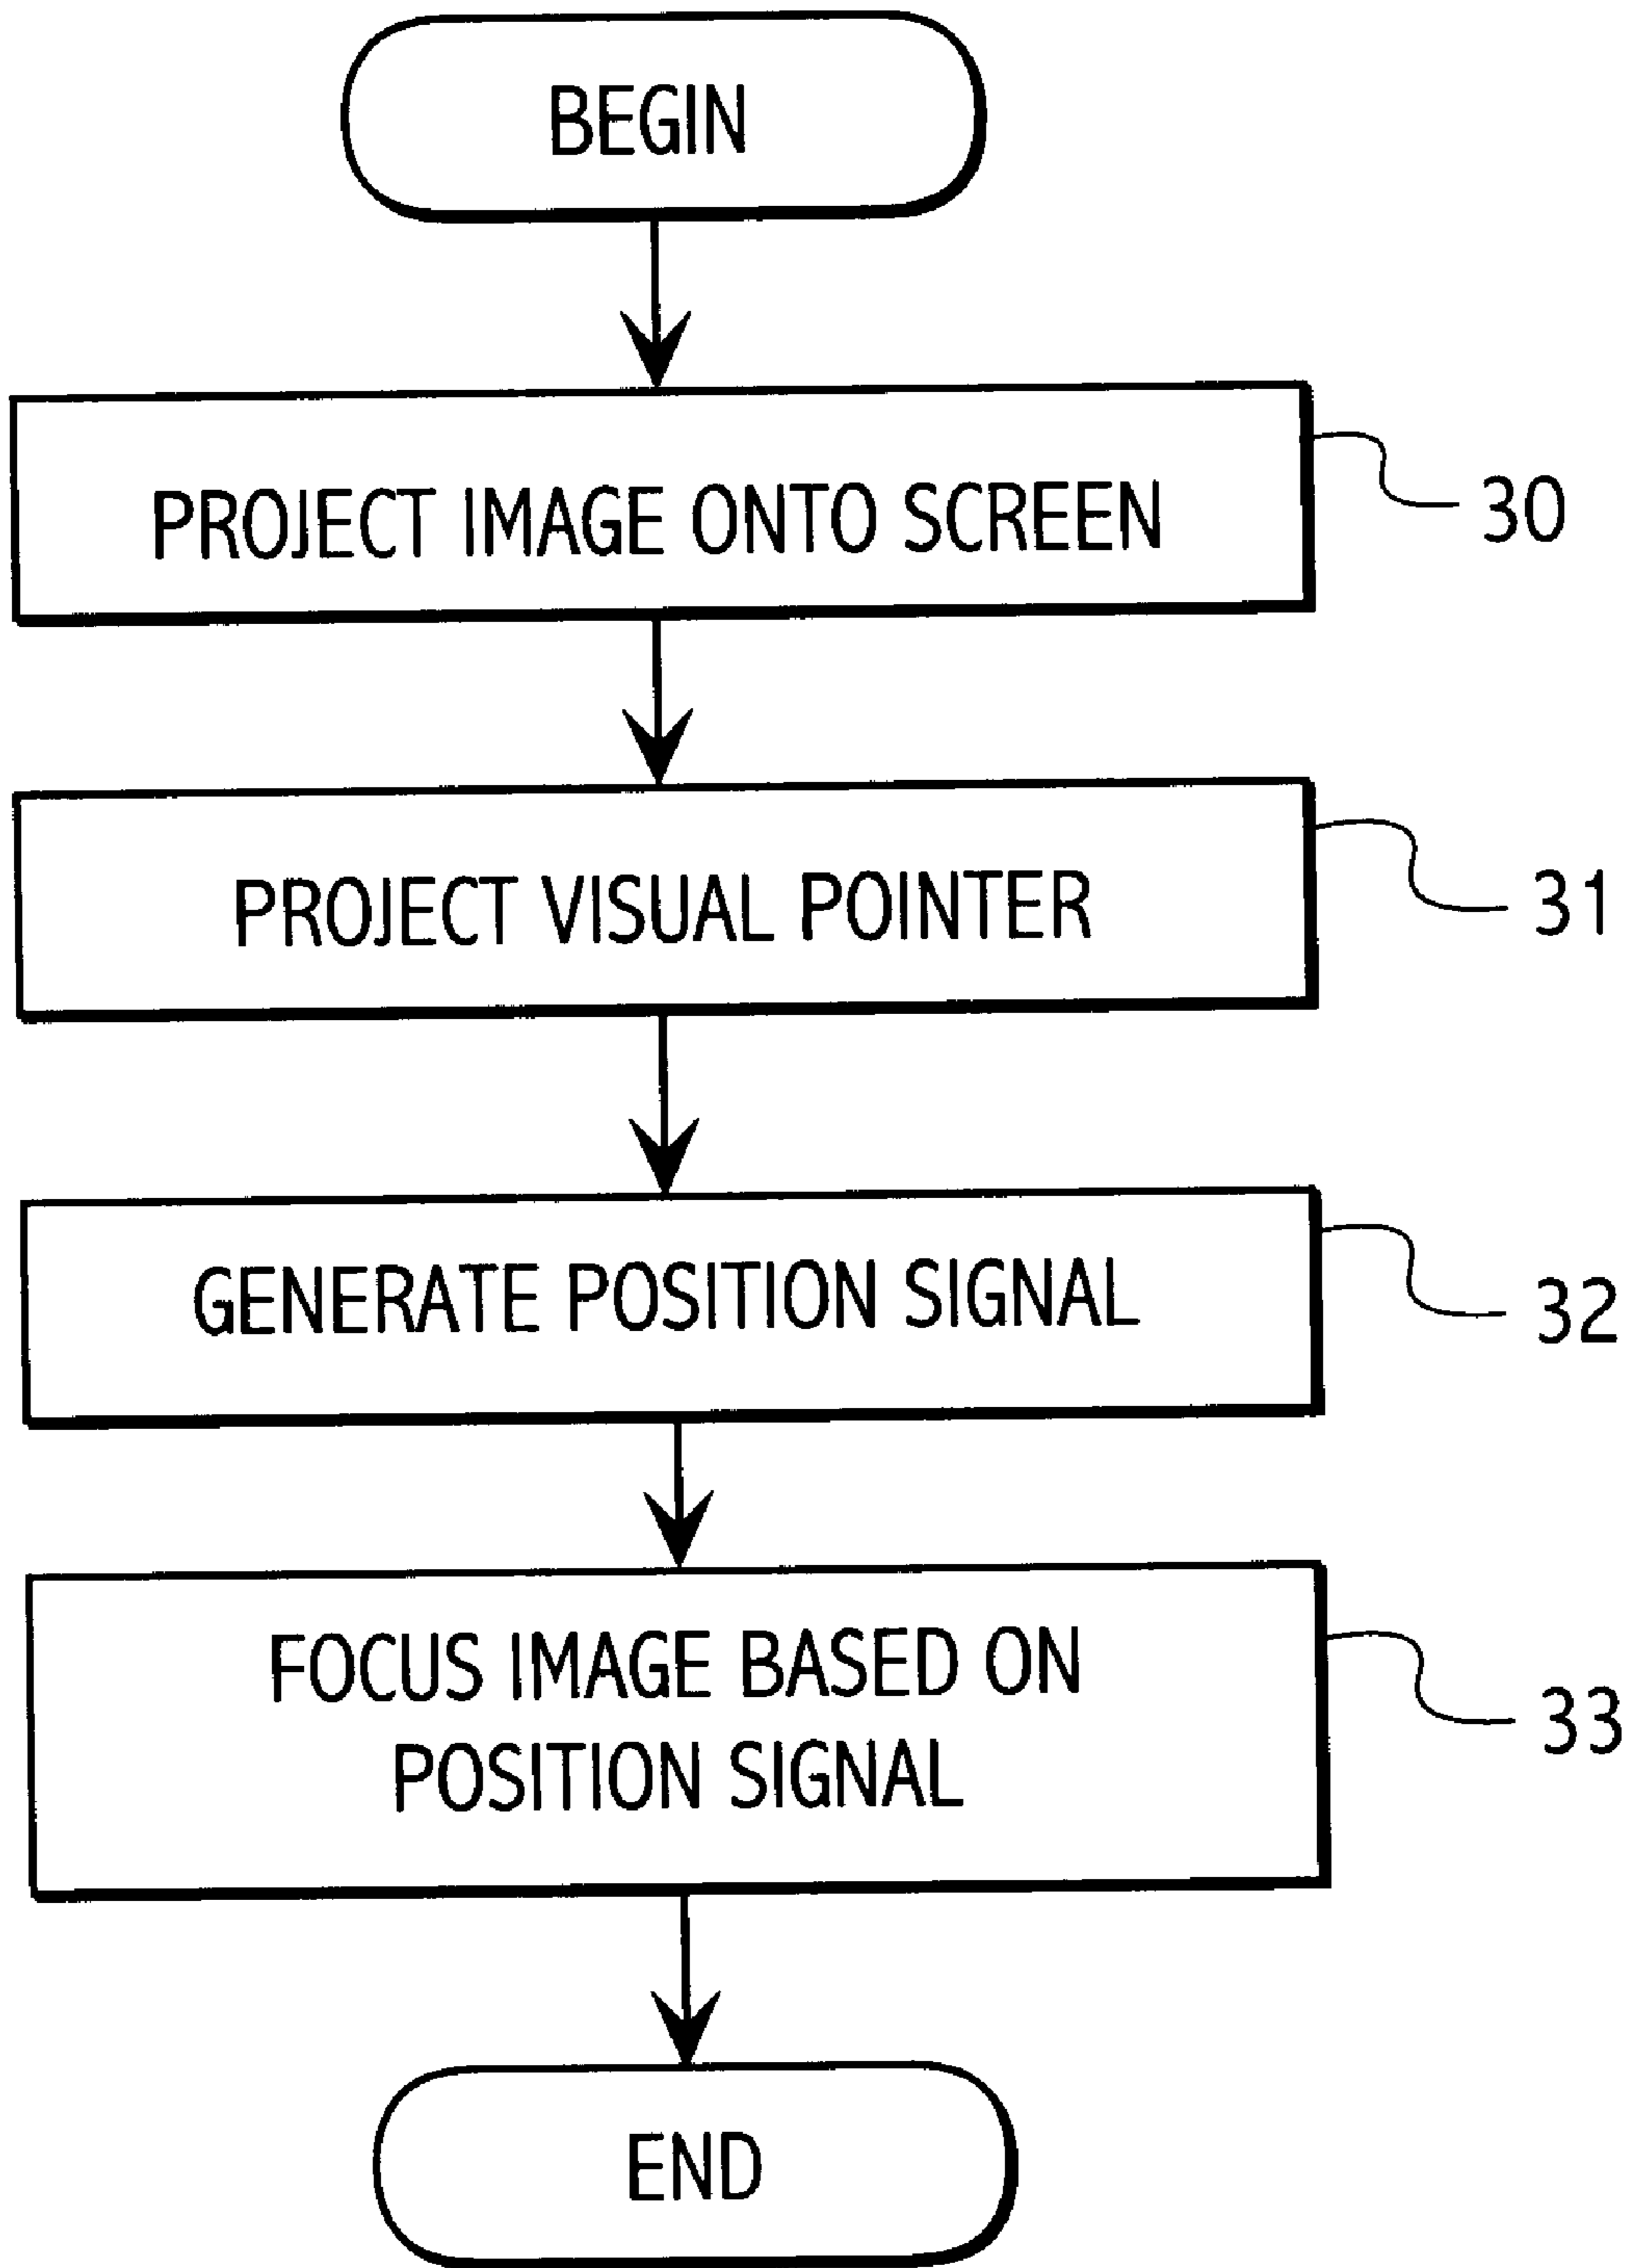 BEGIN
PROJECT IMAGE ONTO SCREEN
30
PROJECT VISUAL POINTER
31
GENERATE POSITION SIGNAL
32
FOCUS IMAGE BASED ON
POSITION SIGNAL
33
END